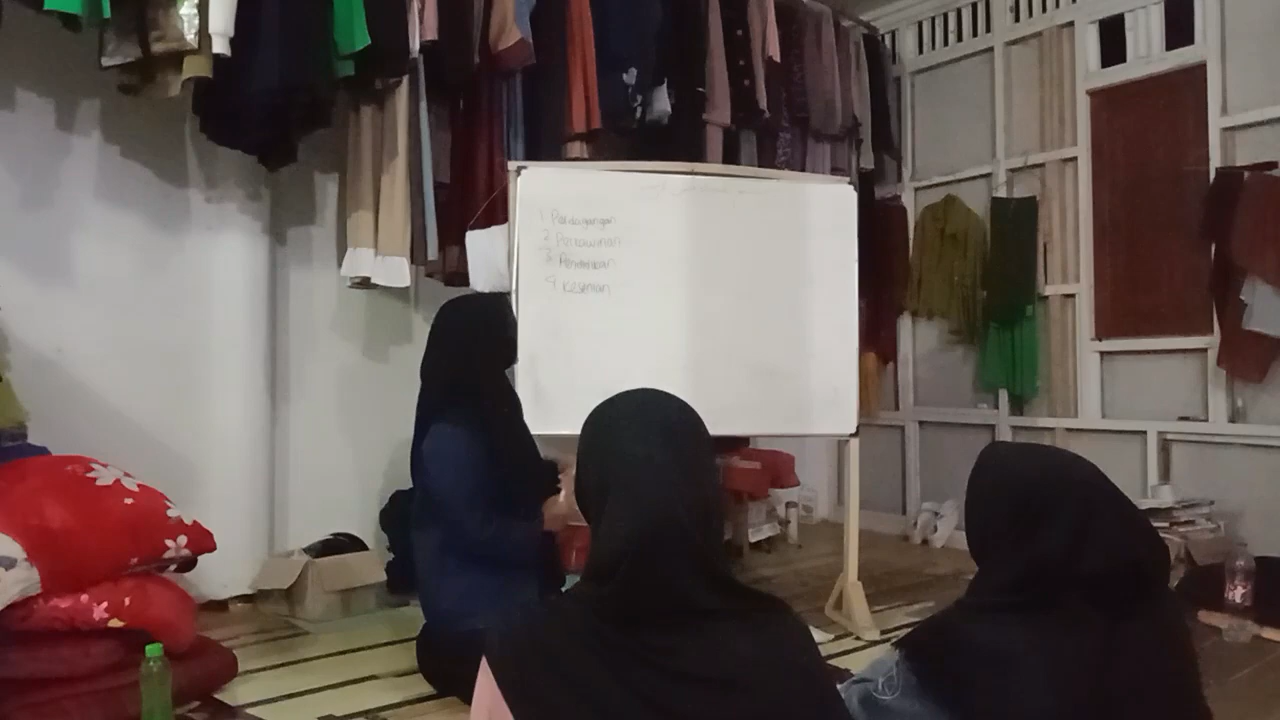 1. Perdagangan
2. Perkawinan
3. Pendidikan
4. Kesenian